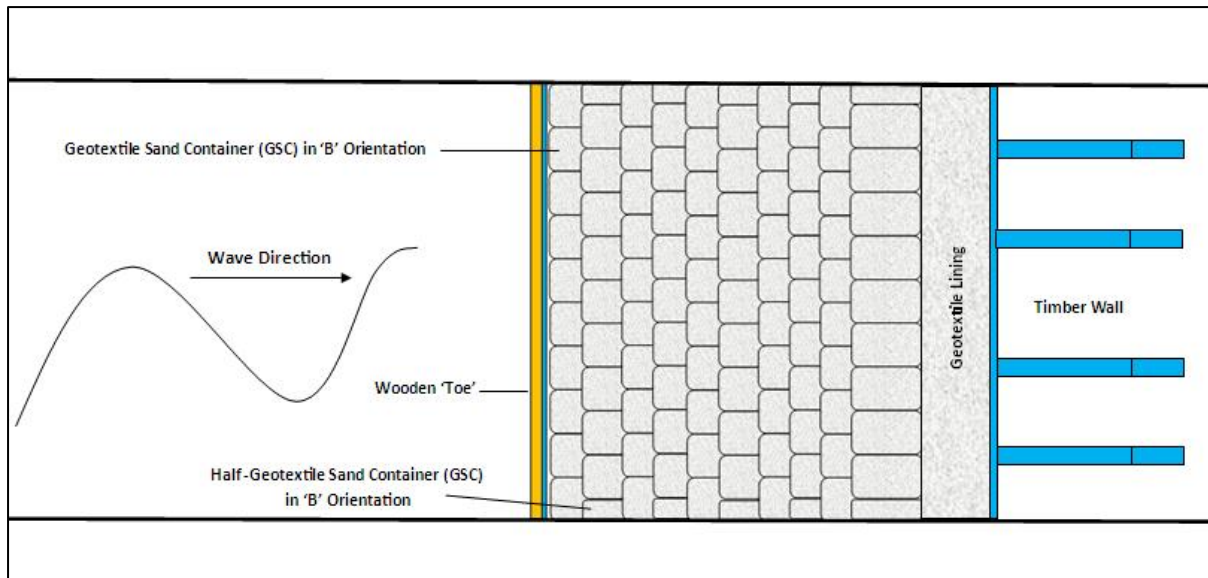 Geotextile Sand Container (GSC) in ‘B’ Orientation
Wave Direction
Wooden ‘Toe’
Half-Geotextile Sand Container (GSC)
in ‘B’ Orientation
Geotextile Lining
Timber Wall